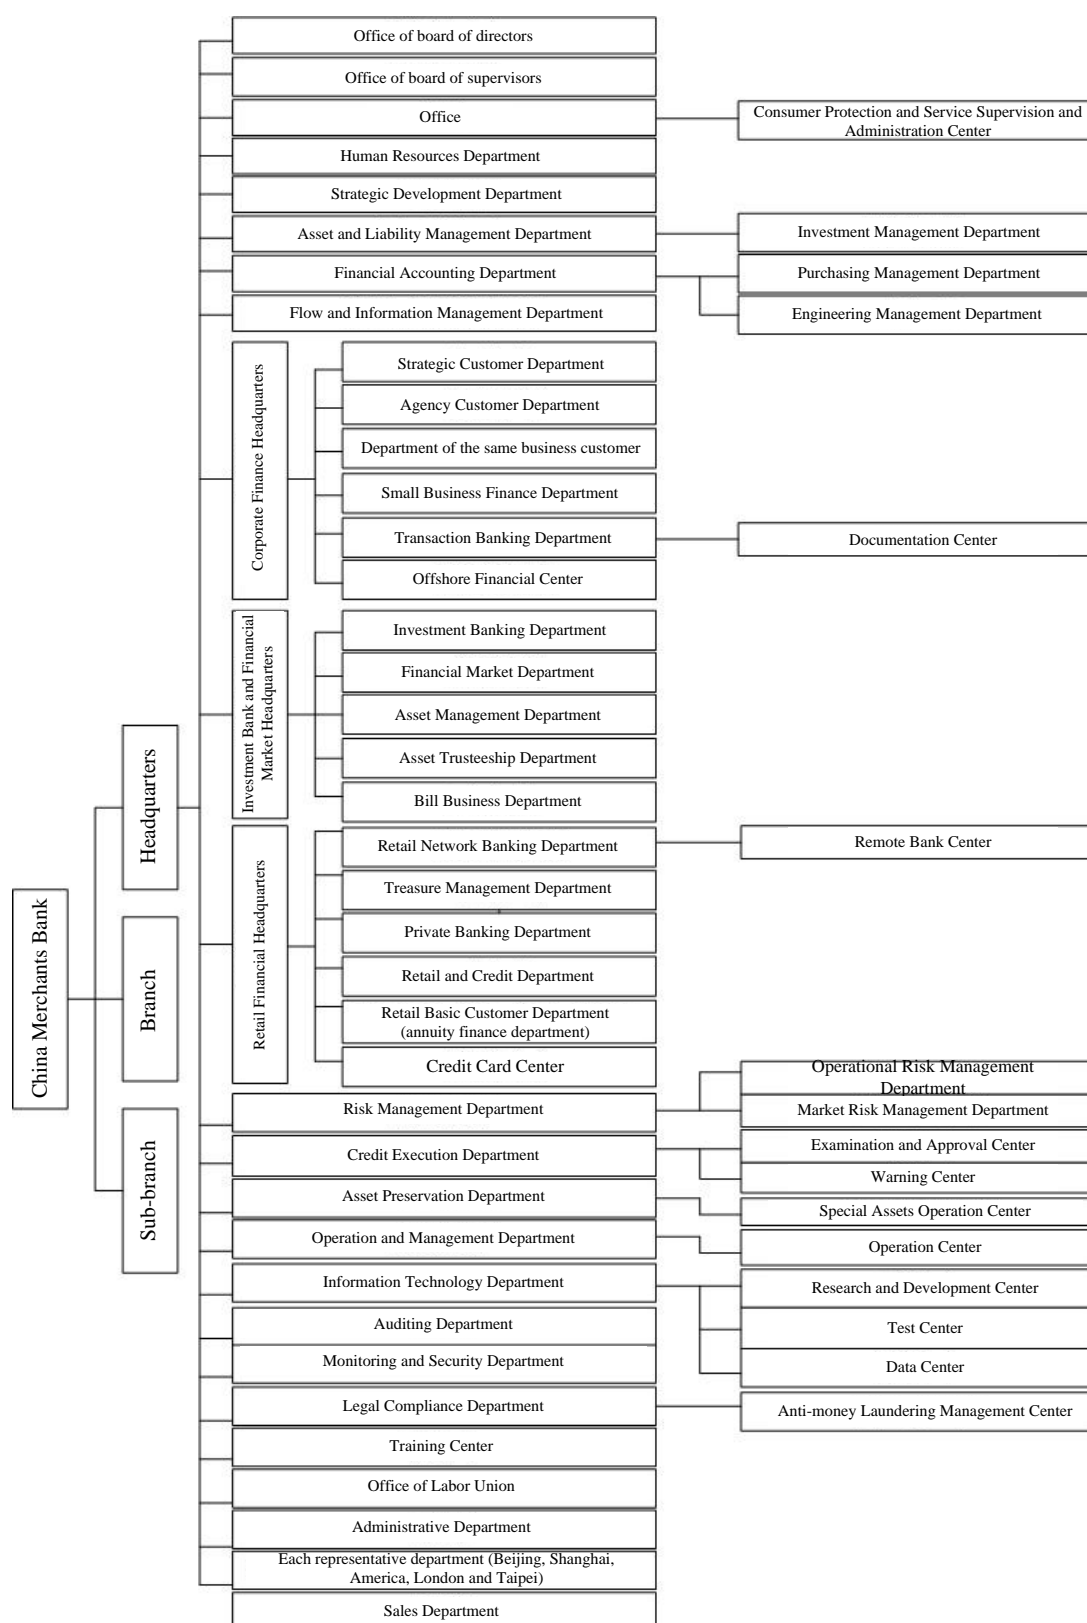 Office of board of directors
Office of board of supervisors
Office
Consumer Protection and Service Supervision and
Administration Center
Human Resources Department
Strategic Development Department
Asset and Liability Management Department
Investment Management Department
Financial Accounting Department
Purchasing Management Department
Flow and Information Management Department
Engineering Management Department
Corporate Finance Headquarters
Strategic Customer Department
Agency Customer Department
Department of the same business customer
Small Business Finance Department
Transaction Banking Department
Documentation Center
Offshore Financial Center
Investment Bank and Financial
Market Headquarters
Investment Banking Department
Financial Market Department
Asset Management Department
Asset Trusteeship Department
Bill Business Department
China Merchants Bank
Headquarters
Branch
Sub-branch
Retail Financial Headquarters
Retail Network Banking Department
Remote Bank Center
Treasure Management Department
Private Banking Department
Retail and Credit Department
Retail Basic Customer Department
(annuity finance department)
Credit Card Center
Risk Management Department
Operational Risk Management
Department
Market Risk Management Department
Credit Execution Department
Examination and Approval Center
Warning Center
Asset Preservation Department
Special Assets Operation Center
Operation and Management Department
Operation Center
Information Technology Department
Research and Development Center
Test Center
Data Center
Auditing Department
Monitoring and Security Department
Legal Compliance Department
Anti-money Laundering Management Center
Training Center
Office of Labor Union
Administrative Department
Each representative department (Beijing, Shanghai,
America, London and Taipei)
Sales Department